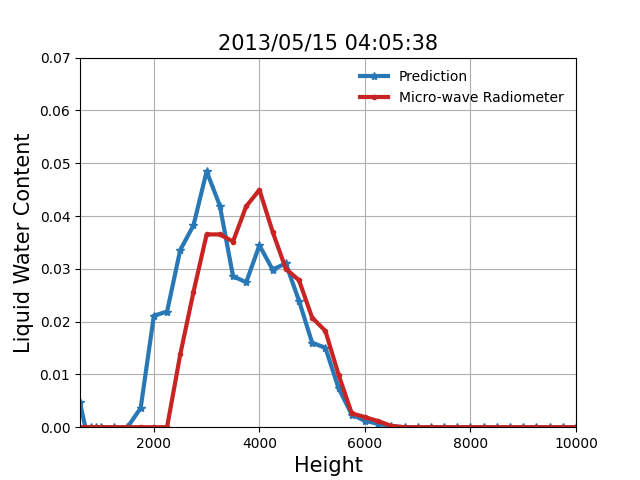 2013/05/15 04:05:38
0.07
0.06
0.05
0.04
0.03
0.02
0.01
0.00
Liquid Water Content
Prediction
Micro-wave Radiometer
2000 4000 6000 8000 10000
Height